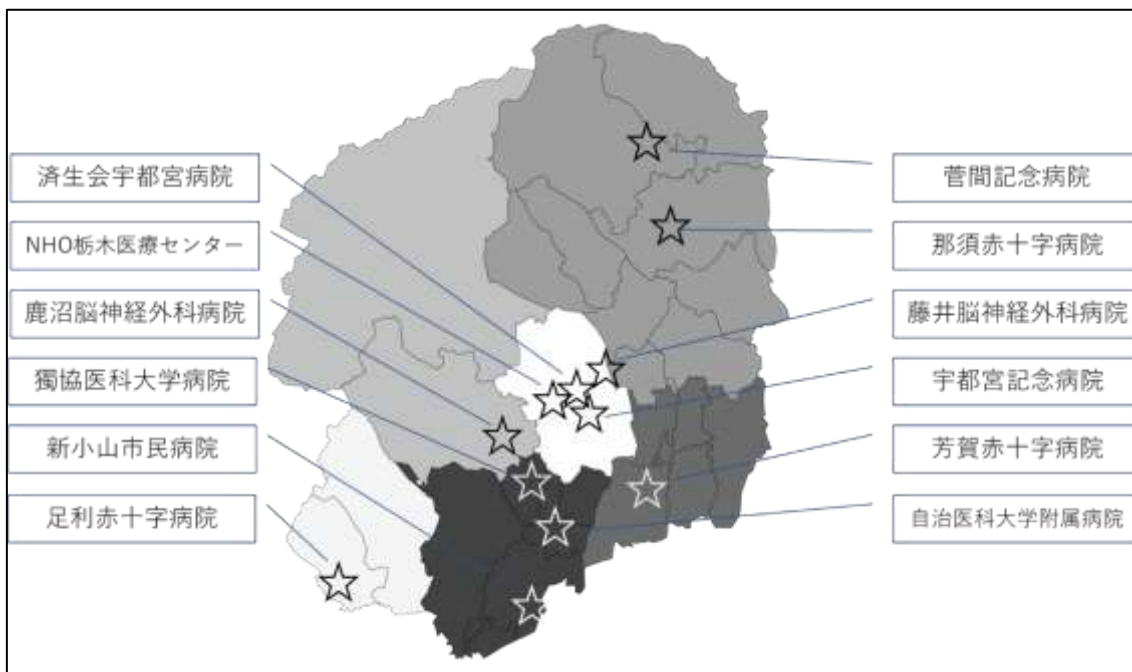 済生会宇都宮病院
NHO栃木医療センター
鹿沼脳神経外科病院
獨協医科大学病院
新小山市民病院
足利赤十字病院
菅間記念病院
那須赤十字病院
藤井脳神経外科病院
宇都宮記念病院
芳賀赤十字病院
自治医科大学附属病院